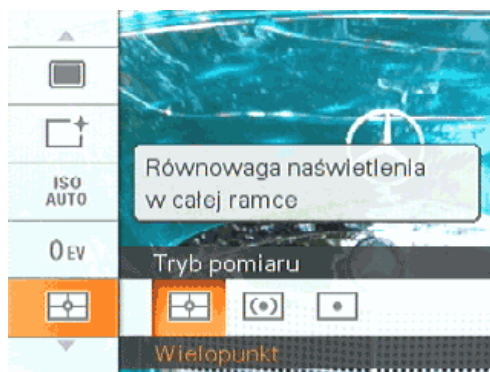 Równowaga naświetlenia
w całej ramce
ISO
AUTO
0 EV
Tryb pomiaru
Wielopunkt